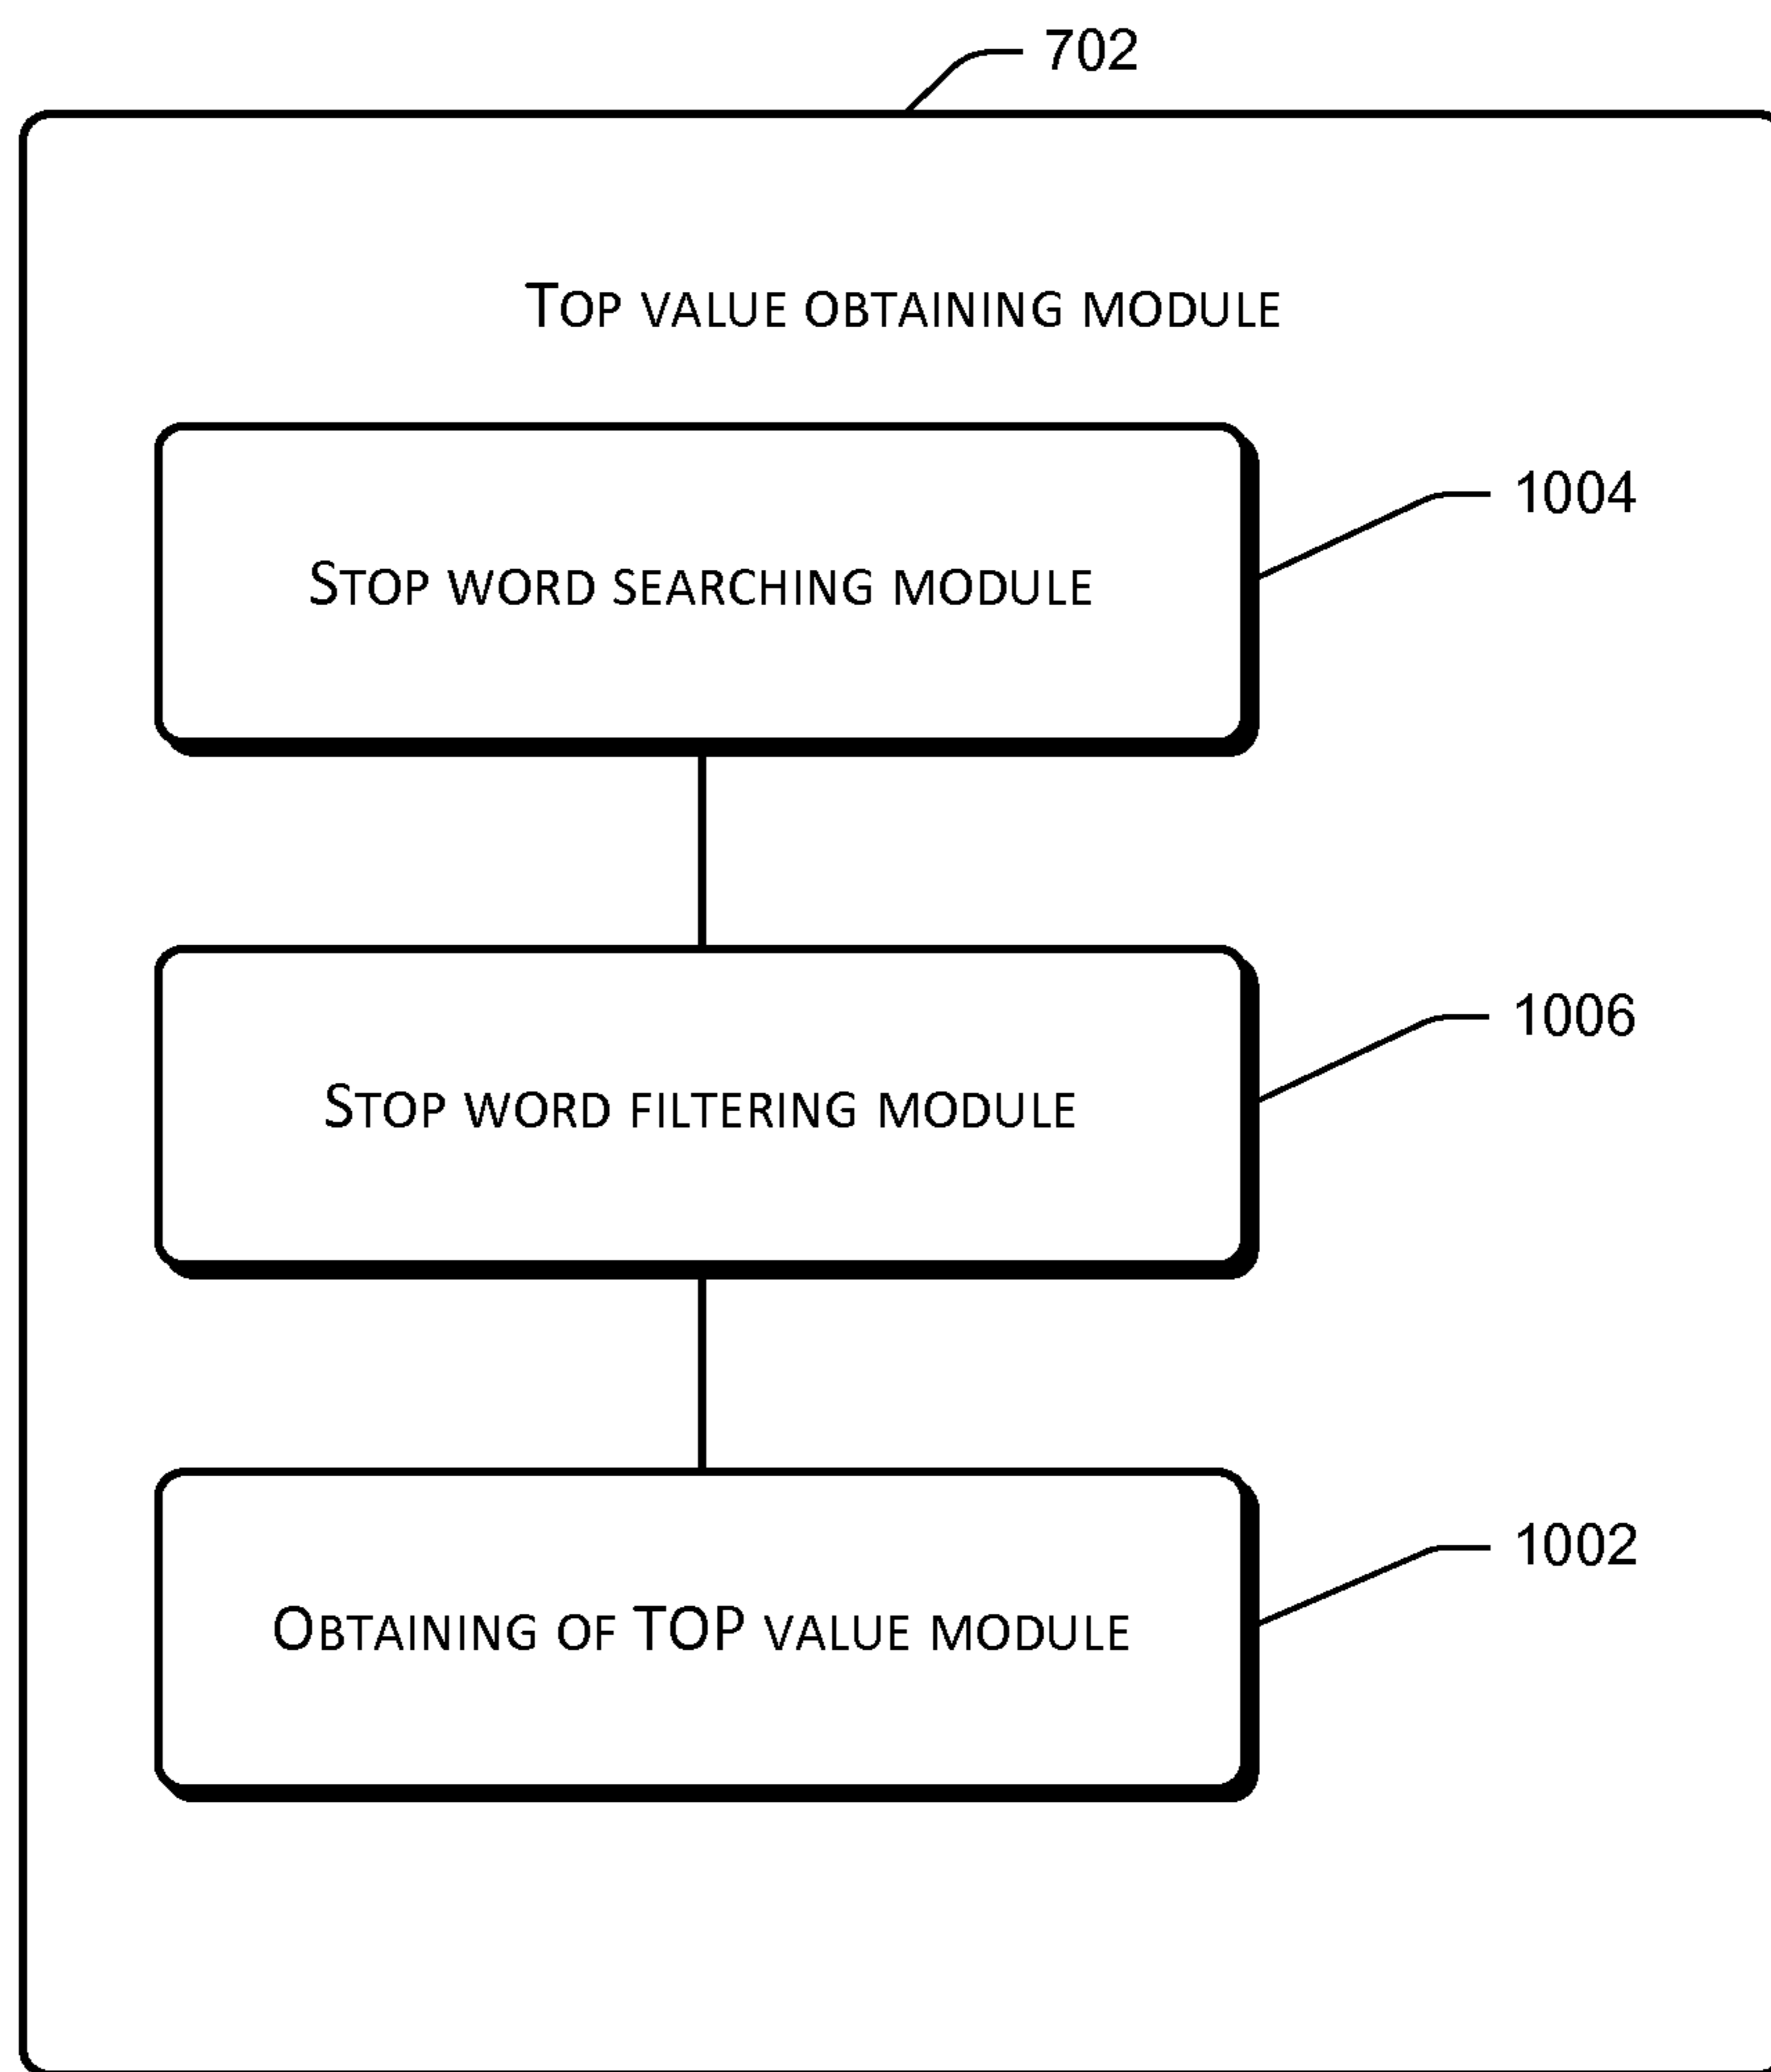 702
TOP VALUE OBTAINING MODULE
STOP WORD SEARCHING MODULE
1004
STOP WORD FILTERING MODULE
1006
OBTAINING OF TOP VALUE MODULE
1002